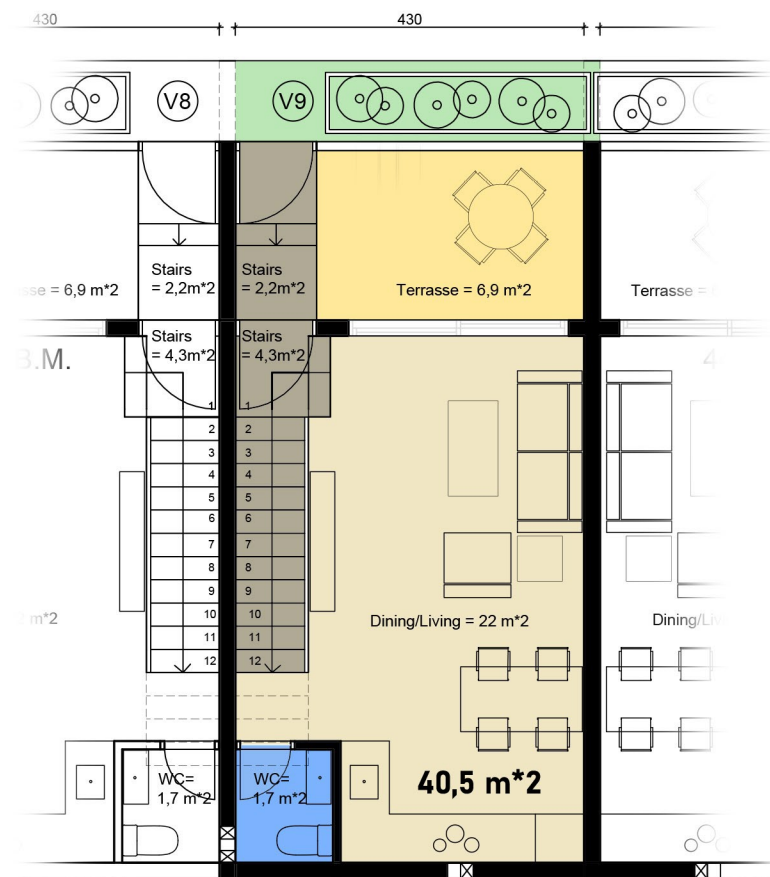 430
430
V8
V9
Stairs
= 2,2m*2
Stairs
= 2,2m*2
sse = 6,9 m*2
Terrasse = 6,9 m*2
Terrasse =
Stairs
= 4,3m*2
Stairs
= 4,3m*2
B.M.
4
1
2
3
4
5
6
7
8
9
10
11
12
1
2
3
4
5
6
7
8
9
10
11
12
m*2
Dining/Living = 22 m*2
Dining/Liv
WC=
1,7 m*2
WC=
1,7 m*2
40,5 m*2